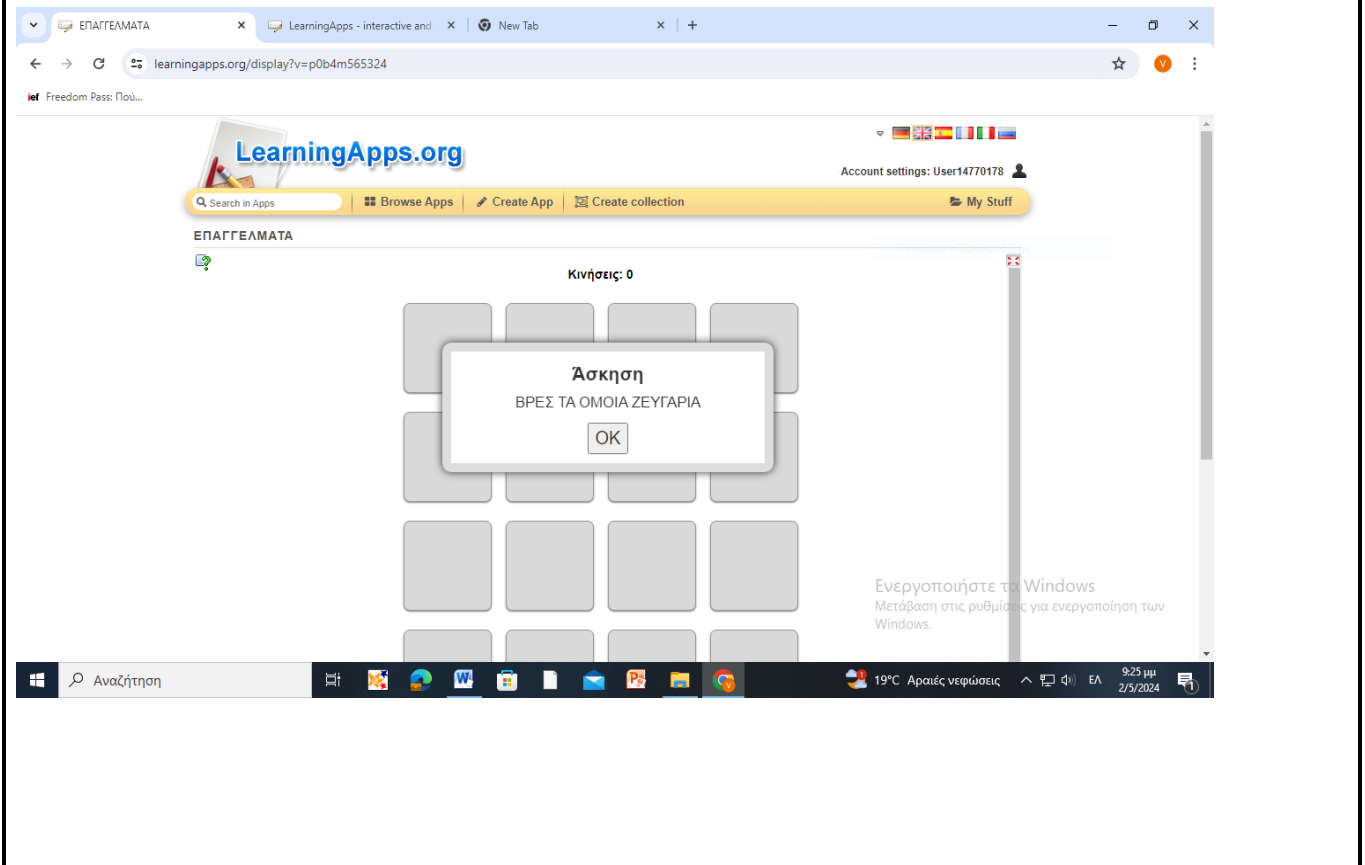 ΕΠΑΓΓΕΛΜΑΤΑ
LearningApps - interactive and
New Tab
learningapps.org/display?v=p0b4m565324
ief Freedom Pass: Πού...
LearningApps.org
Account settings: User14770178
Search in Apps
Browse Apps
Create App
Create collection
My Stuff
ΕΠΑΓΓΕΛΜΑΤΑ
Κινήσεις: 0
Άσκηση
ΒΡΕΣ ΤΑ ΟΜΟΙΑ ΖΕΥΓΑΡΙΑ
OK
Ενεργοποιήστε τα Windows
Μετάβαση στις ρυθμίσεις για ενεργοποίηση των
Windows.
Αναζήτηση
19°C Αραιές νεφώσεις
ΕΛ
9:25 μμ
2/5/2024